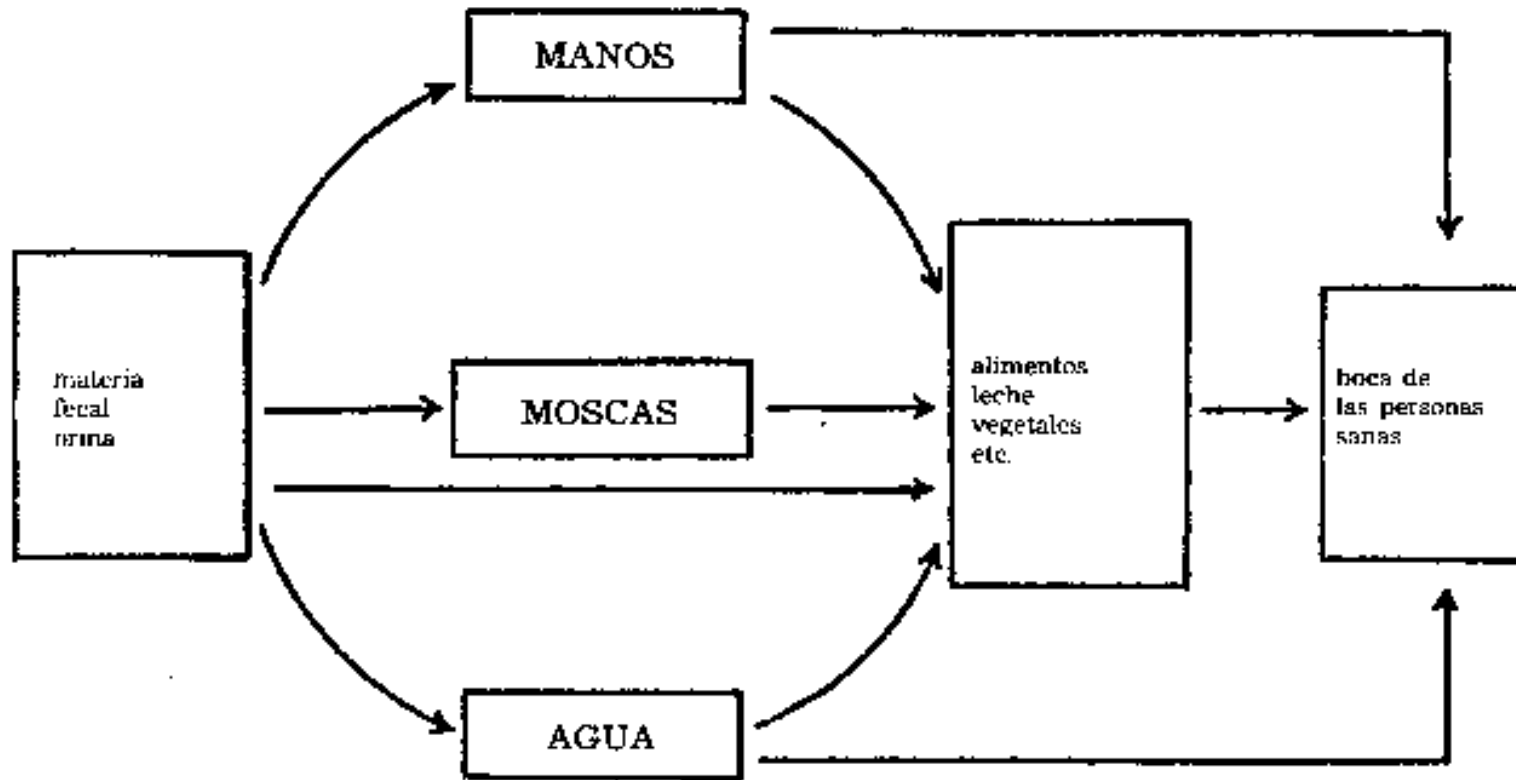 MANOS
materia
fecal
orina
MOSCAS
alimentos
leche
vegetales
etc.
boca de
las personas
sanas
AGUA